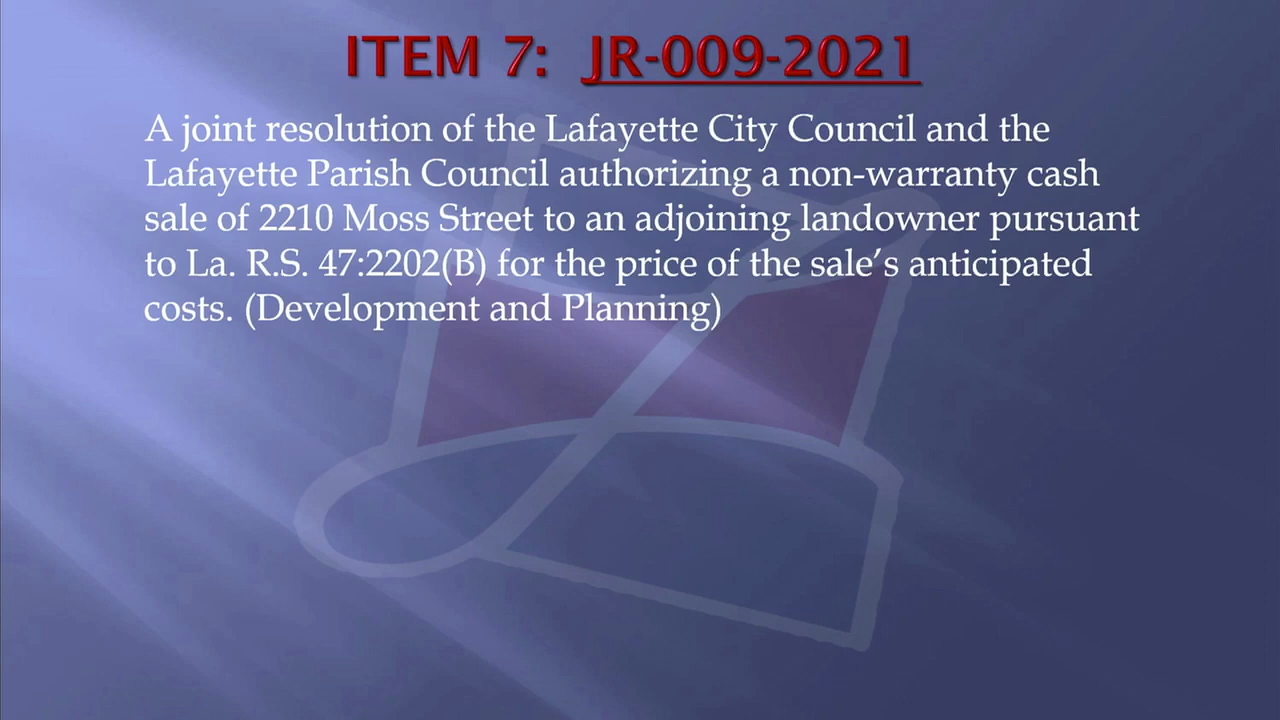 ITEM 7: JR-009-2021
A joint resolution of the Lafayette City Council and the
Lafayette Parish Council authorizing a non-warranty cash
sale of 2210 Moss Street to an adjoining landowner pursuant
to La. R.S. 47:2202(B) for the price of the sale’s anticipated
costs. (Development and Planning)